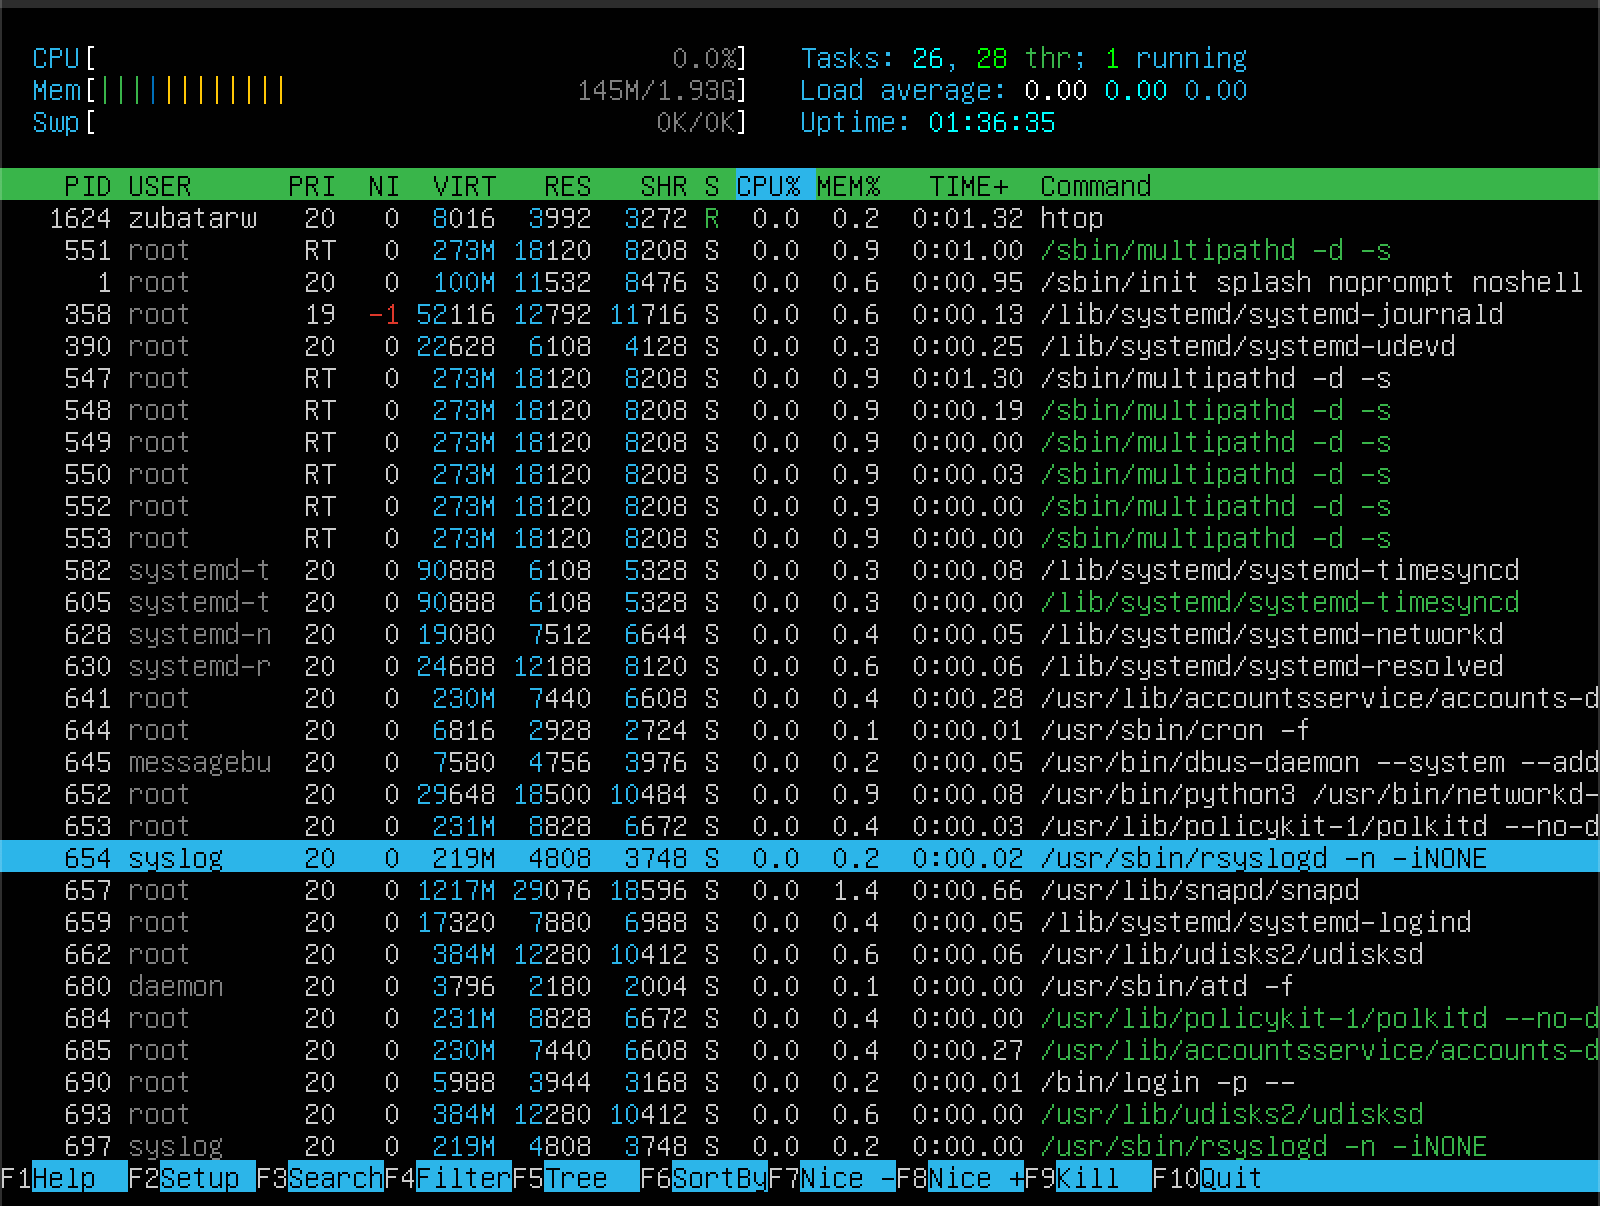 CPU[ 0.0%] Tasks: 26, 28 thr; 1 running
Mem[|||||||||||| 145M/1.93G] Load average: 0.00 0.00 0.00
Swp[ 0K/0K] Uptime: 01:36:35
PID USER PRI NI VIRT RES SHR S CPU% MEM% TIME+ Command
1624 zubatarw 20 0 8016 3992 3272 R 0.0 0.2 0:01.32 htop
551 root RT 0 273M 18120 8208 S 0.0 0.9 0:01.00 /sbin/multipathd -d -s
1 root 20 0 100M 11532 8476 S 0.0 0.6 0:00.95 /sbin/init splash noprompt noshell
358 root 19 -1 52116 12792 11716 S 0.0 0.6 0:00.13 /lib/systemd/systemd-journald
390 root 20 0 22628 6108 4128 S 0.0 0.3 0:00.25 /lib/systemd/systemd-udevd
547 root RT 0 273M 18120 8208 S 0.0 0.9 0:01.30 /sbin/multipathd -d -s
548 root RT 0 273M 18120 8208 S 0.0 0.9 0:00.19 /sbin/multipathd -d -s
549 root RT 0 273M 18120 8208 S 0.0 0.9 0:00.00 /sbin/multipathd -d -s
550 root RT 0 273M 18120 8208 S 0.0 0.9 0:00.03 /sbin/multipathd -d -s
552 root RT 0 273M 18120 8208 S 0.0 0.9 0:00.00 /sbin/multipathd -d -s
553 root RT 0 273M 18120 8208 S 0.0 0.9 0:00.00 /sbin/multipathd -d -s
582 systemd-t 20 0 90888 6108 5328 S 0.0 0.3 0:00.08 /lib/systemd/systemd-timesyncd
605 systemd-t 20 0 90888 6108 5328 S 0.0 0.3 0:00.00 /lib/systemd/systemd-timesyncd
628 systemd-n 20 0 19080 7512 6644 S 0.0 0.4 0:00.05 /lib/systemd/systemd-networkd
630 systemd-r 20 0 24688 12188 8120 S 0.0 0.6 0:00.06 /lib/systemd/systemd-resolved
641 root 20 0 230M 7440 6608 S 0.0 0.4 0:00.28 /usr/lib/accountsservice/accounts-d
644 root 20 0 6816 2928 2724 S 0.0 0.1 0:00.01 /usr/sbin/cron -f
645 messagebu 20 0 7580 4756 3976 S 0.0 0.2 0:00.05 /usr/bin/dbus-daemon --system --add
652 root 20 0 29648 18500 10484 S 0.0 0.9 0:00.08 /usr/bin/python3 /usr/bin/networkd-
653 root 20 0 231M 8828 6672 S 0.0 0.4 0:00.03 /usr/lib/policykit-1/polkitd --no-d
654 syslog 20 0 219M 4808 3748 S 0.0 0.2 0:00.02 /usr/sbin/rsyslogd -n -iNONE
657 root 20 0 1217M 29076 18596 S 0.0 1.4 0:00.66 /usr/lib/snapd/snapd
659 root 20 0 17320 7880 6988 S 0.0 0.4 0:00.05 /lib/systemd/systemd-logind
662 root 20 0 384M 12280 10412 S 0.0 0.6 0:00.06 /usr/lib/udisks2/udisksd
680 daemon 20 0 3796 2180 2004 S 0.0 0.1 0:00.00 /usr/sbin/atd -f
684 root 20 0 231M 8828 6672 S 0.0 0.4 0:00.00 /usr/lib/policykit-1/polkitd --no-d
685 root 20 0 230M 7440 6608 S 0.0 0.4 0:00.27 /usr/lib/accountsservice/accounts-d
690 root 20 0 5988 3944 3168 S 0.0 0.2 0:00.01 /bin/login -p --
693 root 20 0 384M 12280 10412 S 0.0 0.6 0:00.00 /usr/lib/udisks2/udisksd
697 syslog 20 0 219M 4808 3748 S 0.0 0.2 0:00.00 /usr/sbin/rsyslogd -n -iNONE
F1Help F2Setup F3SearchF4FilterF5Tree F6SortByF7Nice -F8Nice +F9Kill F10Quit